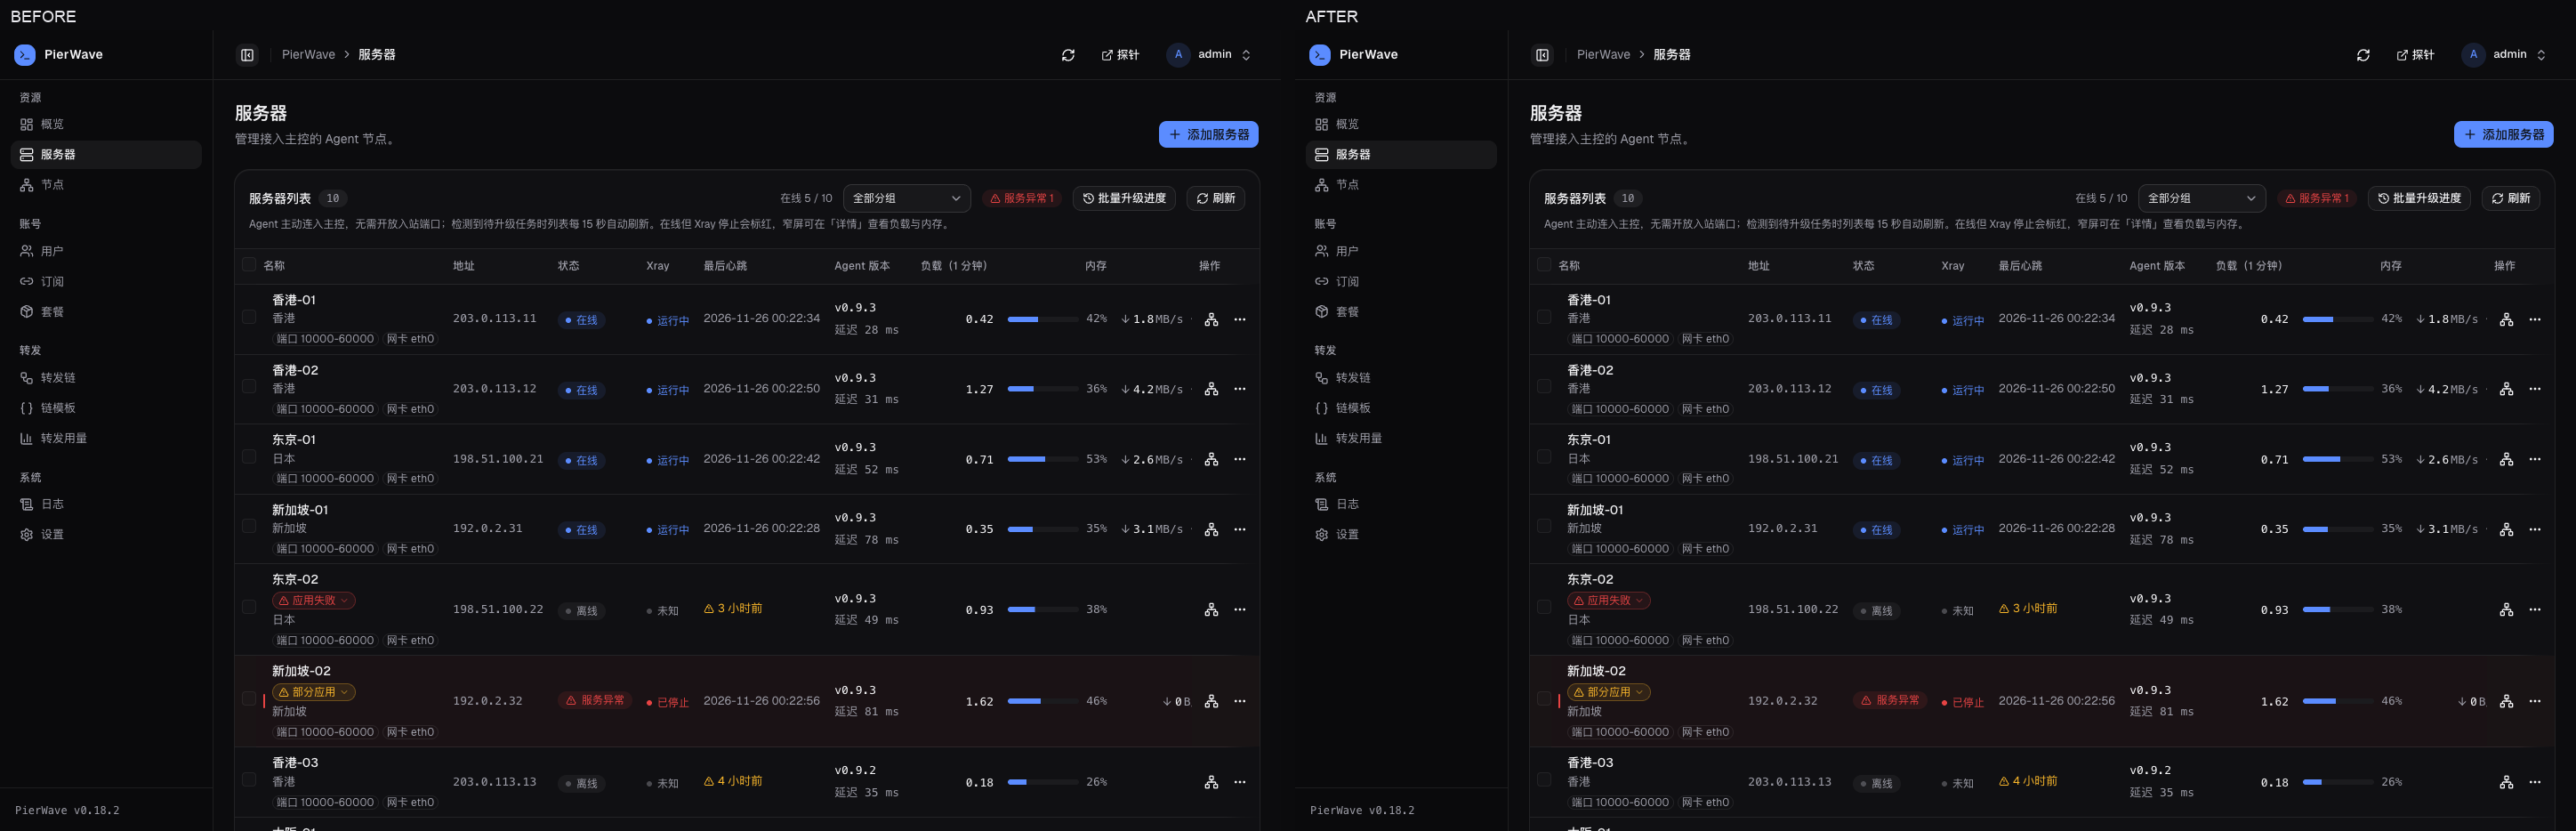 BEFORE
PierWave
PierWave > 服务器
探针
A admin
资源
概览
服务器
节点
账号
用户
订阅
套餐
转发
转发链
链模板
转发用量
系统
日志
设置
PierWave v0.18.2
服务器
管理接入主控的 Agent 节点。
添加服务器
服务器列表 10
在线 5 / 10
全部分组
服务异常 1
批量升级进度
刷新
Agent 主动连入主控，无需开放入站端口；检测到待升级任务时列表每 15 秒自动刷新。在线但 Xray 停止会标红，窄屏可在「详情」查看负载与内存。
名称 地址 状态 Xray 最后心跳 Agent 版本 负载（1 分钟） 内存 操作
香港-01
香港
端口 10000-60000 网卡 eth0
203.0.113.11 在线 运行中 2026-11-26 00:22:34
v0.9.3
延迟 28 ms
0.42 42% ↓1.8MB/s
香港-02
香港
端口 10000-60000 网卡 eth0
203.0.113.12 在线 运行中 2026-11-26 00:22:50
v0.9.3
延迟 31 ms
1.27 36% ↓4.2MB/s
东京-01
日本
端口 10000-60000 网卡 eth0
198.51.100.21 在线 运行中 2026-11-26 00:22:42
v0.9.3
延迟 52 ms
0.71 53% ↓2.6MB/s
新加坡-01
新加坡
端口 10000-60000 网卡 eth0
192.0.2.31 在线 运行中 2026-11-26 00:22:28
v0.9.3
延迟 78 ms
0.35 35% ↓3.1MB/s
东京-02
应用失败
日本
端口 10000-60000 网卡 eth0
198.51.100.22 离线 未知 3 小时前
v0.9.3
延迟 49 ms
0.93 38%
新加坡-02
部分应用
新加坡
端口 10000-60000 网卡 eth0
192.0.2.32 服务异常 已停止 2026-11-26 00:22:56
v0.9.3
延迟 81 ms
1.62 46% ↓0B
香港-03
香港
端口 10000-60000 网卡 eth0
203.0.113.13 离线 未知 4 小时前
v0.9.2
延迟 35 ms
0.18 26%
AFTER
PierWave
PierWave > 服务器
探针
A admin
资源
概览
服务器
节点
账号
用户
订阅
套餐
转发
转发链
链模板
转发用量
系统
日志
设置
PierWave v0.18.2
服务器
管理接入主控的 Agent 节点。
添加服务器
服务器列表 10
在线 5 / 10
全部分组
服务异常 1
批量升级进度
刷新
Agent 主动连入主控，无需开放入站端口；检测到待升级任务时列表每 15 秒自动刷新。在线但 Xray 停止会标红，窄屏可在「详情」查看负载与内存。
名称 地址 状态 Xray 最后心跳 Agent 版本 负载（1 分钟） 内存 操作
香港-01
香港
端口 10000-60000 网卡 eth0
203.0.113.11 在线 运行中 2026-11-26 00:22:34
v0.9.3
延迟 28 ms
0.42 42% ↓1.8MB/s
香港-02
香港
端口 10000-60000 网卡 eth0
203.0.113.12 在线 运行中 2026-11-26 00:22:50
v0.9.3
延迟 31 ms
1.27 36% ↓4.2MB/s
东京-01
日本
端口 10000-60000 网卡 eth0
198.51.100.21 在线 运行中 2026-11-26 00:22:42
v0.9.3
延迟 52 ms
0.71 53% ↓2.6MB/s
新加坡-01
新加坡
端口 10000-60000 网卡 eth0
192.0.2.31 在线 运行中 2026-11-26 00:22:28
v0.9.3
延迟 78 ms
0.35 35% ↓3.1MB/s
东京-02
应用失败
日本
端口 10000-60000 网卡 eth0
198.51.100.22 离线 未知 3 小时前
v0.9.3
延迟 49 ms
0.93 38%
新加坡-02
部分应用
新加坡
端口 10000-60000 网卡 eth0
192.0.2.32 服务异常 已停止 2026-11-26 00:22:56
v0.9.3
延迟 81 ms
1.62 46% ↓0B
香港-03
香港
端口 10000-60000 网卡 eth0
203.0.113.13 离线 未知 4 小时前
v0.9.2
延迟 35 ms
0.18 26%